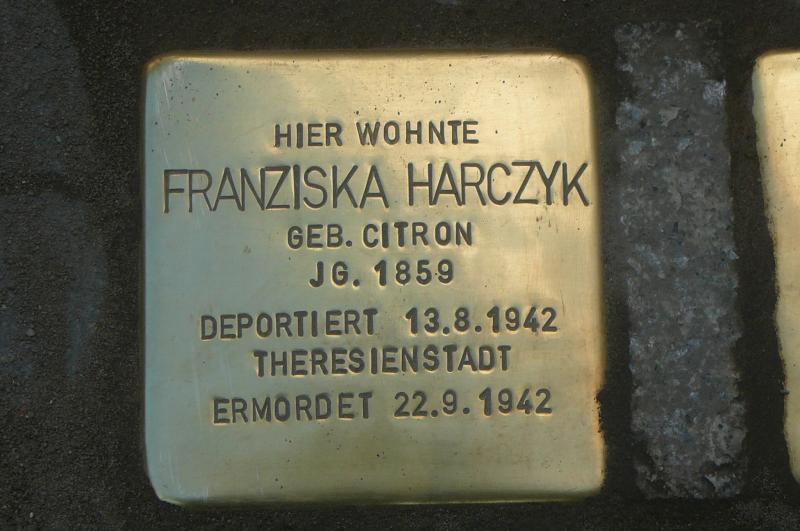 HIER WOHNTE
FRANZISKA HARCZYK
GEB. CITRON
JG. 1859
DEPORTIERT 13.8.1942
THERESIENSTADT
ERMORDET 22.9.1942